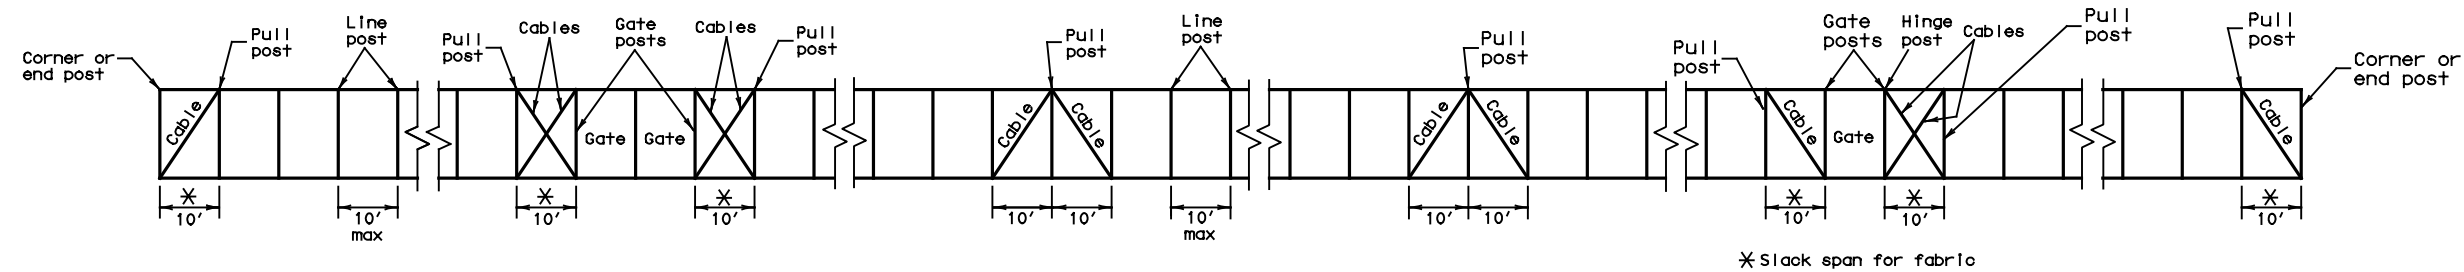 Corner or
end post
Pull
post
Line
post
Pull
post
Cables
Gate
posts
Cables
Pull
post
Pull
post
Line
post
Pull
post
Pull
post
Gate
posts
Hinge
post
Cables
Pull
post
Pull
post
Corner or
end post
Cable
Gate
Gate
Cable
Cable
Cable
Cable
Cable
Gate
Cable
*
10'
10'
max
*
10'
*
10'
10'
10'
10'
max
10'
10'
*
10'
*
10'
*
10'
* Slack span for fabric